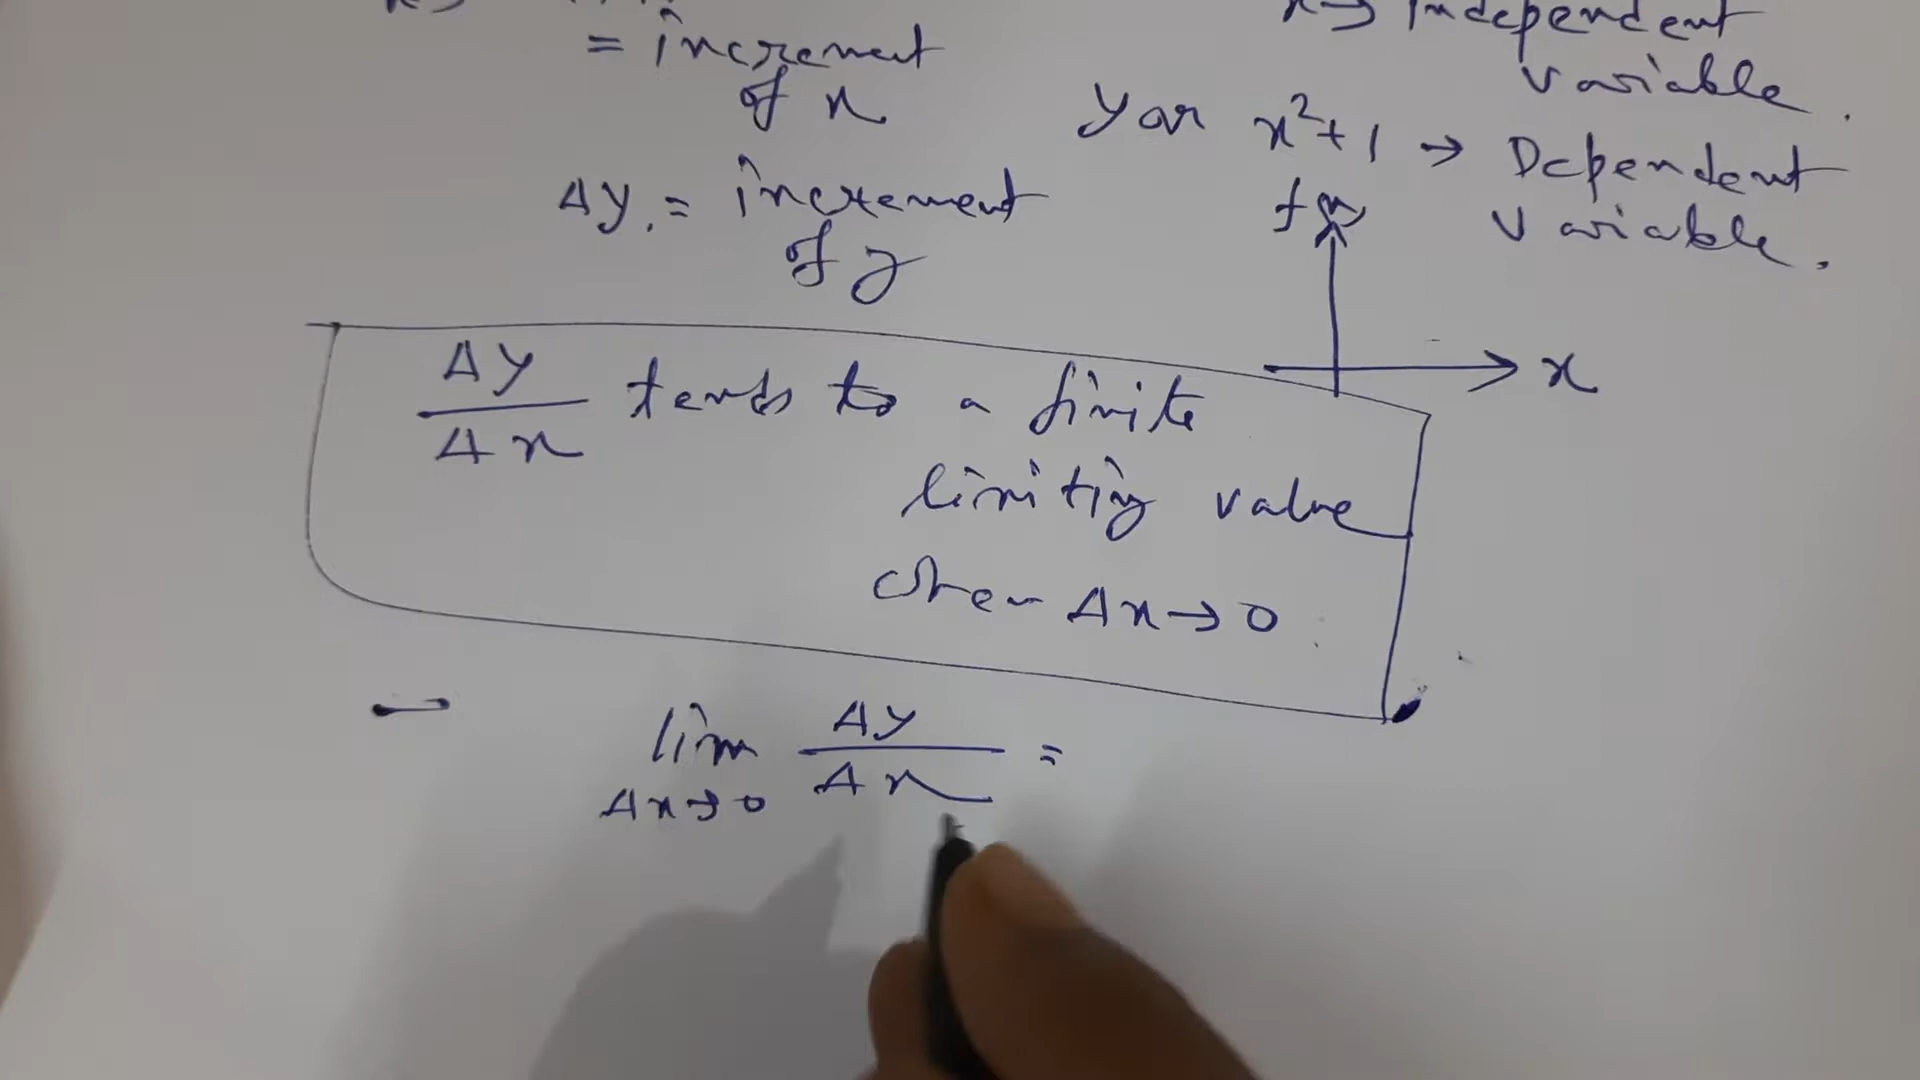 = increment
of x
Δy = increment
of y
x → independent
variable.
y or x²+1 → Dependent
variable.
f(x)
x
Δy
Δx
tends to a finite
limiting value
when Δx → 0
lim Δy =
Δx→0 Δx